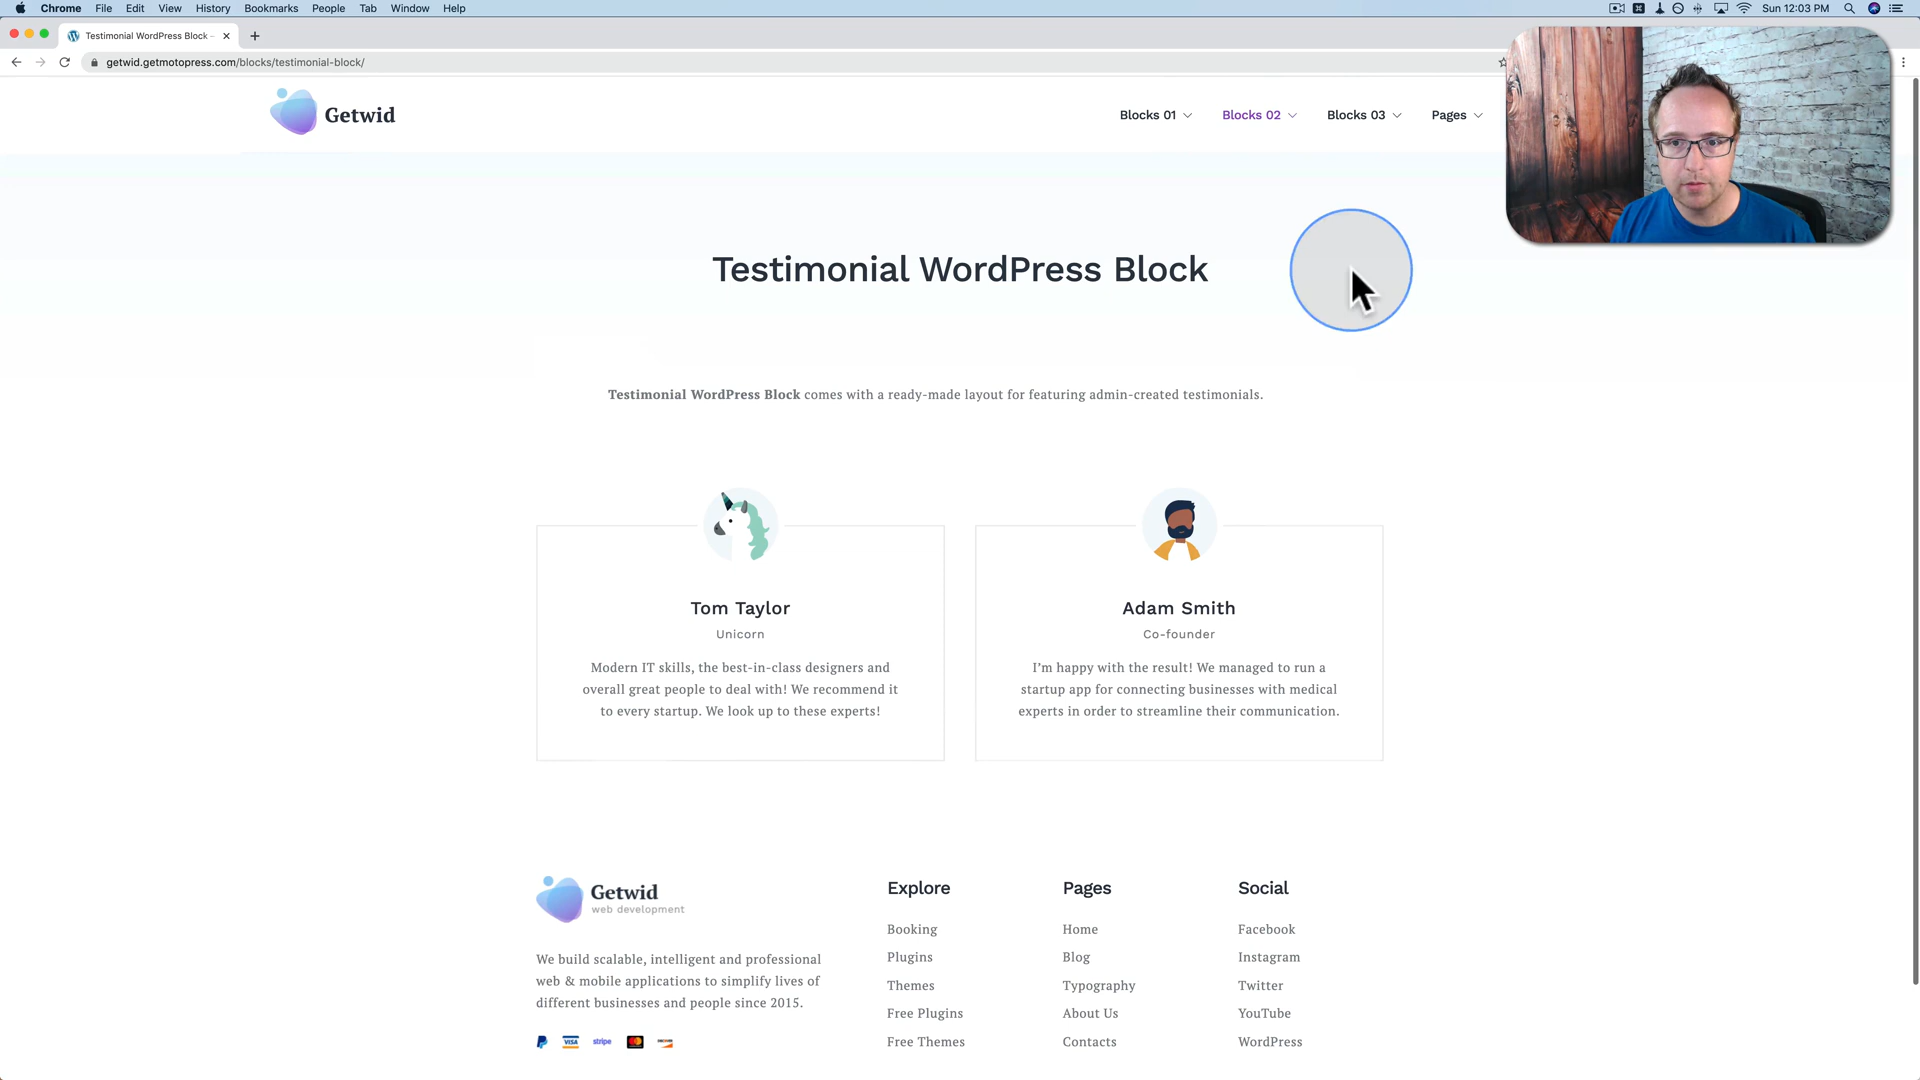 Chrome File Edit View History Bookmarks People Tab Window Help Sun 12:03 PM
Testimonial WordPress Block -
getwid.getmotopress.com/blocks/testimonial-block/
Getwid Blocks 01 Blocks 02 Blocks 03 Pages
Testimonial WordPress Block
Testimonial WordPress Block comes with a ready-made layout for featuring admin-created testimonials.
Tom Taylor
Unicorn
Modern IT skills, the best-in-class designers and
overall great people to deal with! We recommend it
to every startup. We look up to these experts!
Adam Smith
Co-founder
I'm happy with the result! We managed to run a
startup app for connecting businesses with medical
experts in order to streamline their communication.
Getwid
web development
We build scalable, intelligent and professional
web & mobile applications to simplify lives of
different businesses and people since 2015.
VISA stripe
Explore
Booking
Plugins
Themes
Free Plugins
Free Themes
Pages
Home
Blog
Typography
About Us
Contacts
Social
Facebook
Instagram
Twitter
YouTube
WordPress